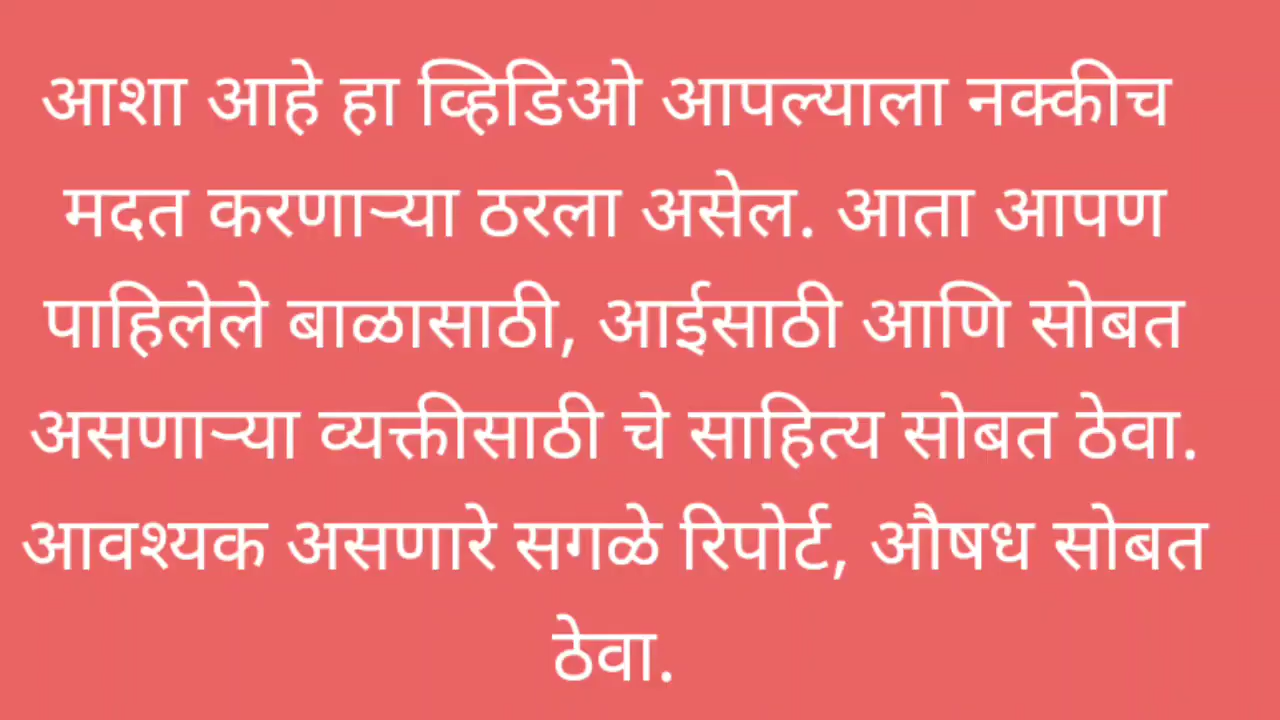 आशा आहे हा व्हिडिओ आपल्याला नक्कीच
मदत करणाऱ्या ठरला असेल. आता आपण
पाहिलेले बाळासाठी, आईसाठी आणि सोबत
असणाऱ्या व्यक्तीसाठी चे साहित्य सोबत ठेवा.
आवश्यक असणारे सगळे रिपोर्ट, औषध सोबत
ठेवा.